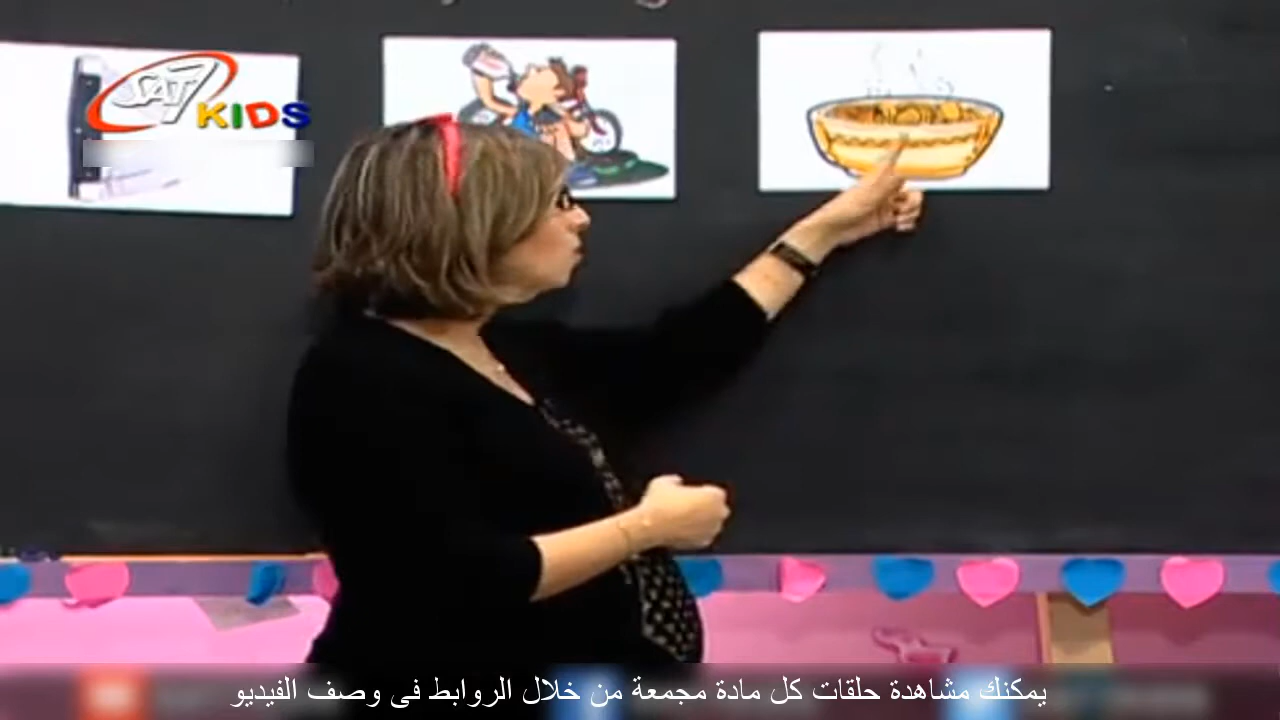 SAT7
KIDS
يمكنك مشاهدة حلقات كل مادة مجمعة من خلال الروابط فى وصف الفيديو